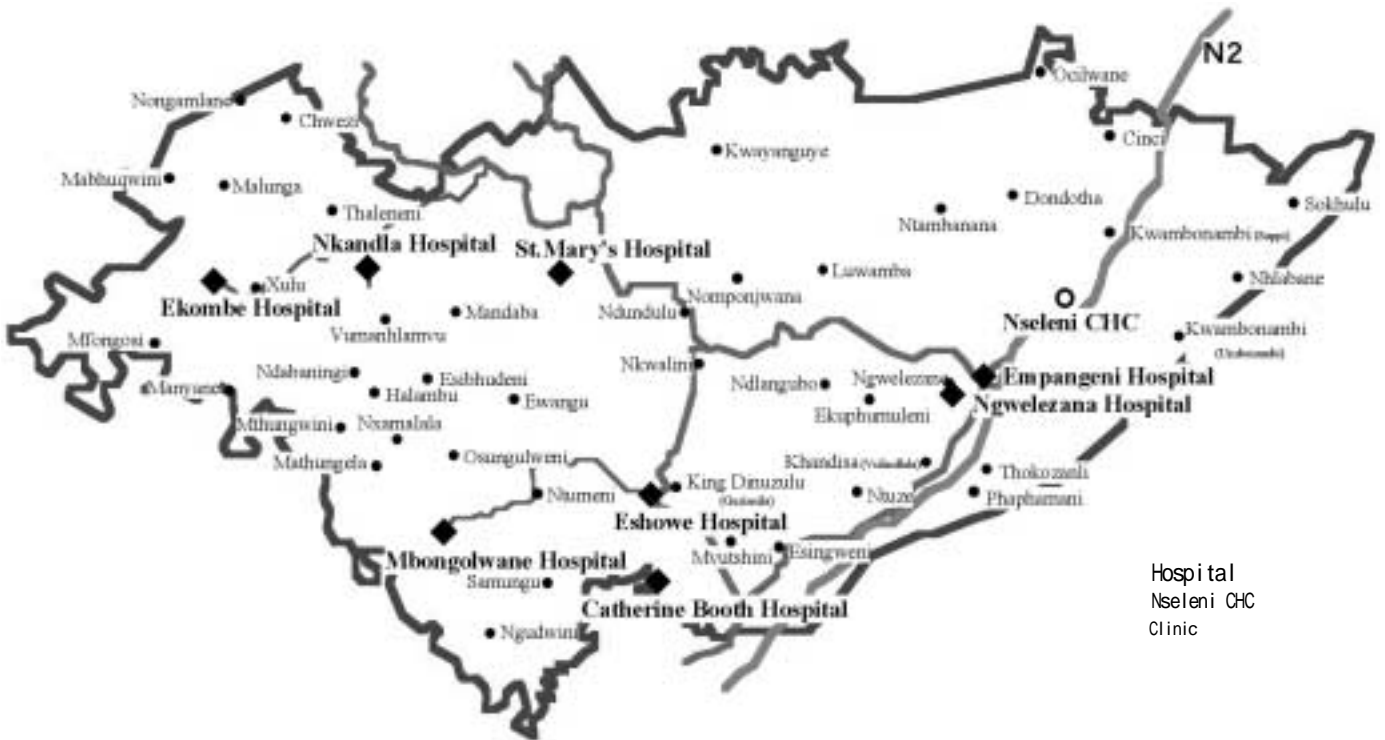 N2
Ocilwane
Nongamlane
Chwezi
Cinci
Kwayanguye
Mabhuqwini
Malunga
Dondotha
Sokhulu
Thaleneni
Ntambanana
Kwambonambi
Nkandla Hospital
St.Mary's Hospital
Luwamba
Nhlabane
Xulu
Nomponjwana
Ekombe Hospital
Mandaba
Ndundulu
Nseleni CHC
Vumanhlamvu
Kwambonambi
Mfongosi
Nkwalini
Ndabaningi
Esibhudeni
Ndlangubo
Ngwelezana
Empangeni Hospital
Halambu
Ewangu
Ekuphumuleni
Ngwelezana Hospital
Mthungwini
Nxamalala
Mathungela
Osungulweni
Khandisa
Thokozani
King Dinuzulu
Ntumeni
Ntuze
Phaphamani
Eshowe Hospital
Mvutshini
Esingweni
Mbongolwane Hospital
Samungu
Catherine Booth Hospital
Ngudwini
Hospital
Nseleni CHC
Clinic